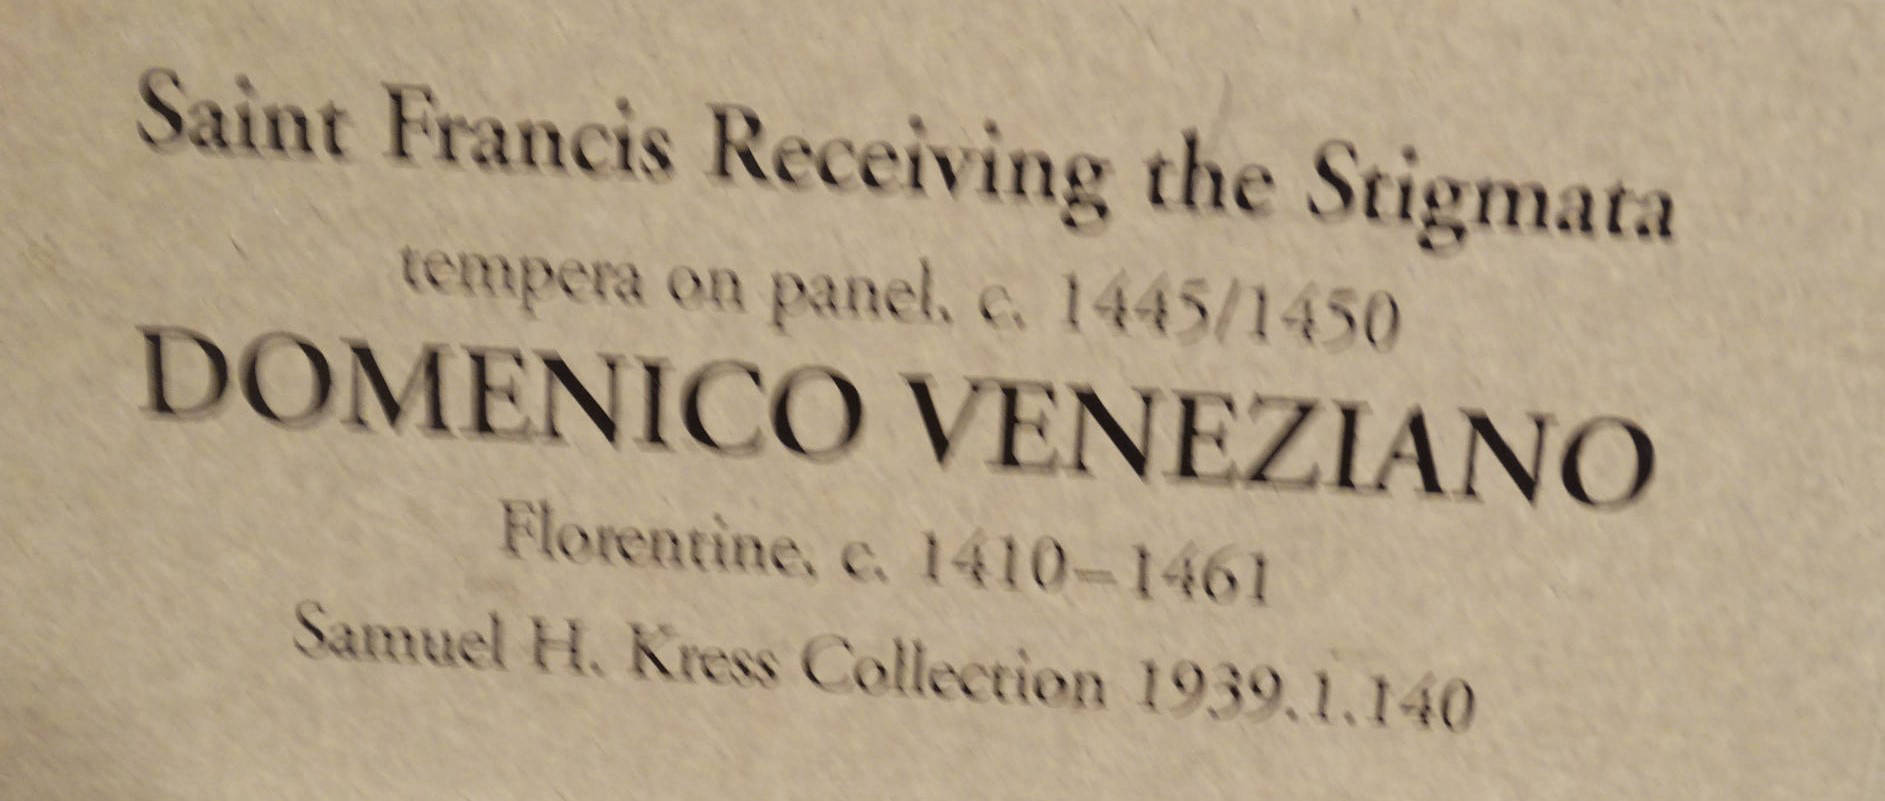 Saint Francis Receiving the Stigmata
tempera on panel, c. 1445/1450
DOMENICO VENEZIANO
Florentine, c. 1410–1461
Samuel H. Kress Collection 1939.1.140